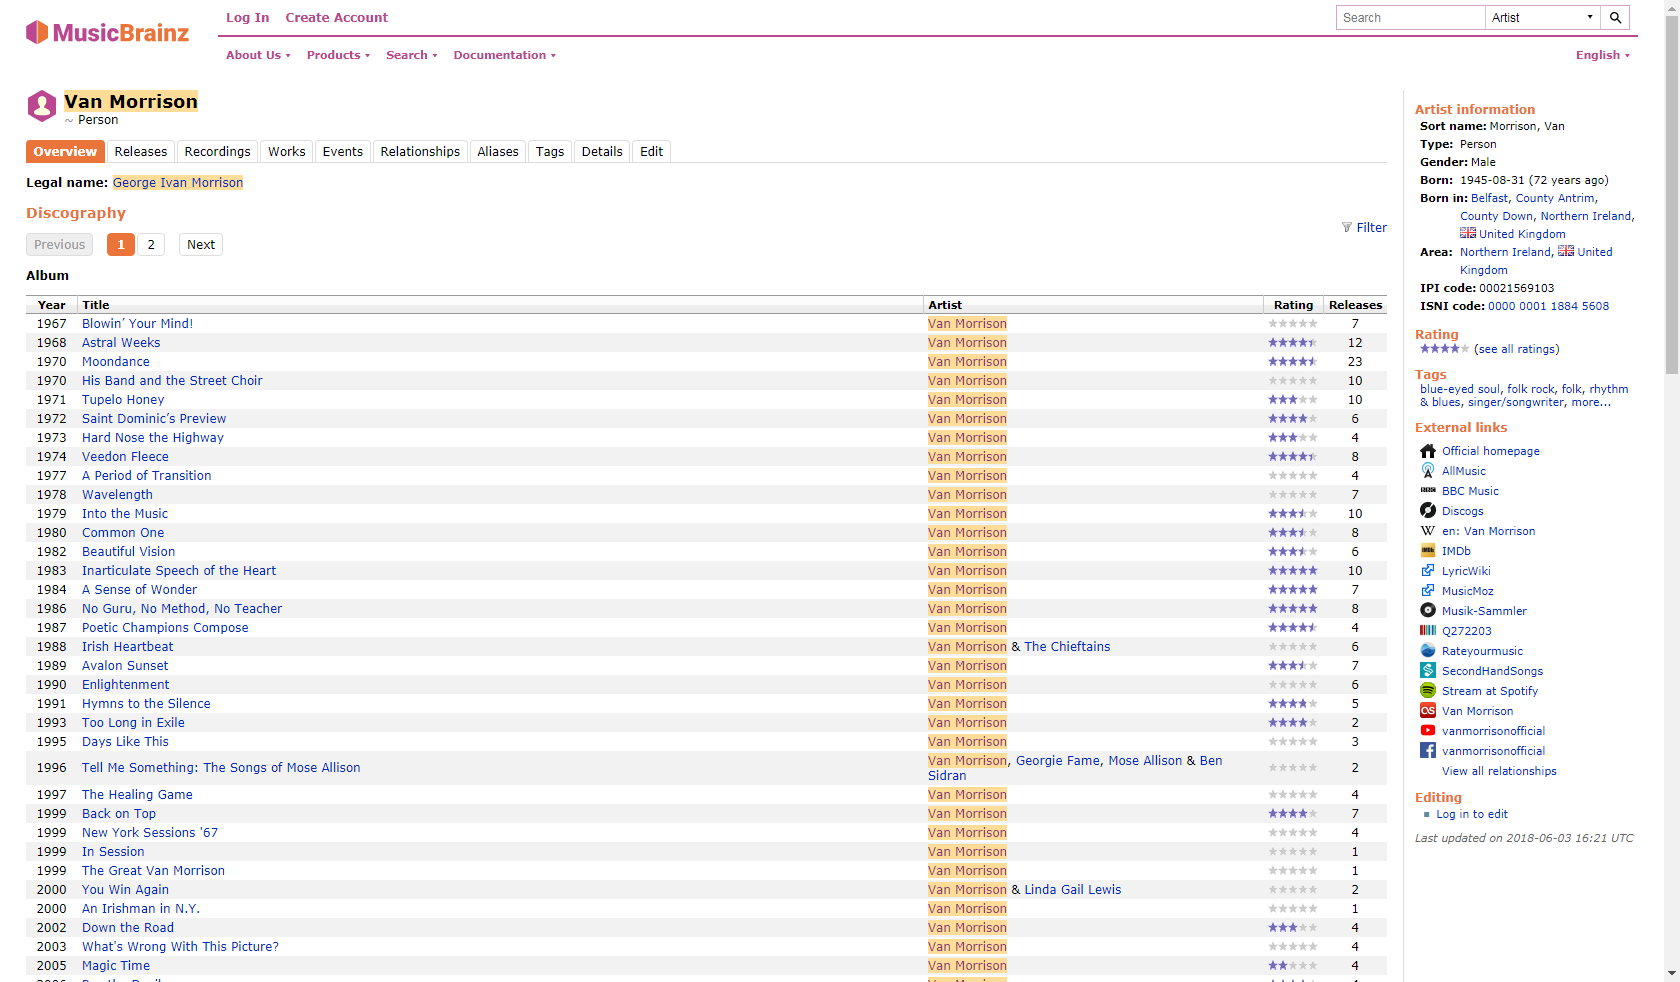 MusicBrainz
Log In Create Account
Search Artist
About Us Products Search Documentation English
Van Morrison
~ Person
Overview Releases Recordings Works Events Relationships Aliases Tags Details Edit
Legal name: George Ivan Morrison
Discography
Filter
Previous 1 2 Next
Album
Year Title Artist Rating Releases
1967 Blowin’ Your Mind! Van Morrison 7
1968 Astral Weeks Van Morrison 12
1970 Moondance Van Morrison 23
1970 His Band and the Street Choir Van Morrison 10
1971 Tupelo Honey Van Morrison 10
1972 Saint Dominic’s Preview Van Morrison 6
1973 Hard Nose the Highway Van Morrison 4
1974 Veedon Fleece Van Morrison 8
1977 A Period of Transition Van Morrison 4
1978 Wavelength Van Morrison 7
1979 Into the Music Van Morrison 10
1980 Common One Van Morrison 8
1982 Beautiful Vision Van Morrison 6
1983 Inarticulate Speech of the Heart Van Morrison 10
1984 A Sense of Wonder Van Morrison 7
1986 No Guru, No Method, No Teacher Van Morrison 8
1987 Poetic Champions Compose Van Morrison 4
1988 Irish Heartbeat Van Morrison & The Chieftains 6
1989 Avalon Sunset Van Morrison 7
1990 Enlightenment Van Morrison 6
1991 Hymns to the Silence Van Morrison 5
1993 Too Long in Exile Van Morrison 2
1995 Days Like This Van Morrison 3
1996 Tell Me Something: The Songs of Mose Allison Van Morrison, Georgie Fame, Mose Allison & Ben
Sidran 2
1997 The Healing Game Van Morrison 4
1999 Back on Top Van Morrison 7
1999 New York Sessions '67 Van Morrison 4
1999 In Session Van Morrison 1
1999 The Great Van Morrison Van Morrison 1
2000 You Win Again Van Morrison & Linda Gail Lewis 2
2000 An Irishman in N.Y. Van Morrison 1
2002 Down the Road Van Morrison 4
2003 What's Wrong With This Picture? Van Morrison 4
2005 Magic Time Van Morrison 4
Artist information
Sort name: Morrison, Van
Type: Person
Gender: Male
Born: 1945-08-31 (72 years ago)
Born in: Belfast, County Antrim,
County Down, Northern Ireland,
United Kingdom
Area: Northern Ireland, United
Kingdom
IPI code: 00021569103
ISNI code: 0000 0001 1884 5608
Rating
(see all ratings)
Tags
blue-eyed soul, folk rock, folk, rhythm
& blues, singer/songwriter, more...
External links
Official homepage
AllMusic
BBC Music
Discogs
W en: Van Morrison
IMDb IMDb
LyricWiki
MusicMoz
Musik-Sammler
Q272203
Rateyourmusic
SecondHandSongs
Stream at Spotify
Van Morrison
vanmorrisonofficial
vanmorrisonofficial
View all relationships
Editing
Log in to edit
Last updated on 2018-06-03 16:21 UTC